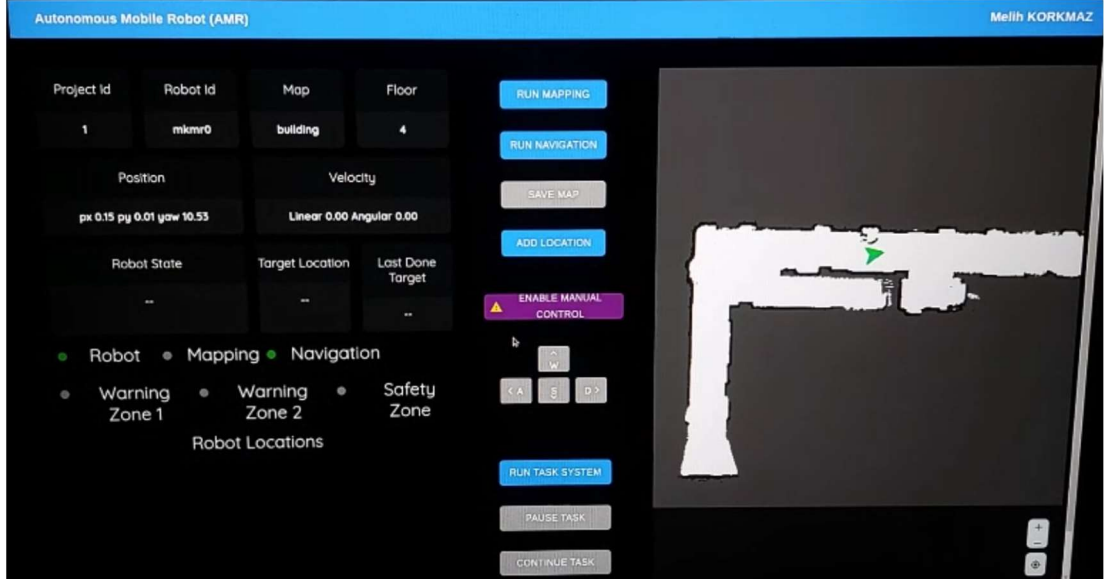 Autonomous Mobile Robot (AMR)
Melih KORKMAZ
Project Id
Robot Id
Map
Floor
1
mkmr0
building
4
Position
Velocity
px 0.15 py 0.01 yaw 10.53
Linear 0.00 Angular 0.00
Robot State
Target Location
Last Done
Target
--
--
--
Robot
Mapping
Navigation
Warning
Zone 1
Warning
Zone 2
Safety
Zone
Robot Locations
RUN MAPPING
RUN NAVIGATION
SAVE MAP
ADD LOCATION
ENABLE MANUAL
CONTROL
^
W
< A
S
D >
RUN TASK SYSTEM
PAUSE TASK
CONTINUE TASK
+
−